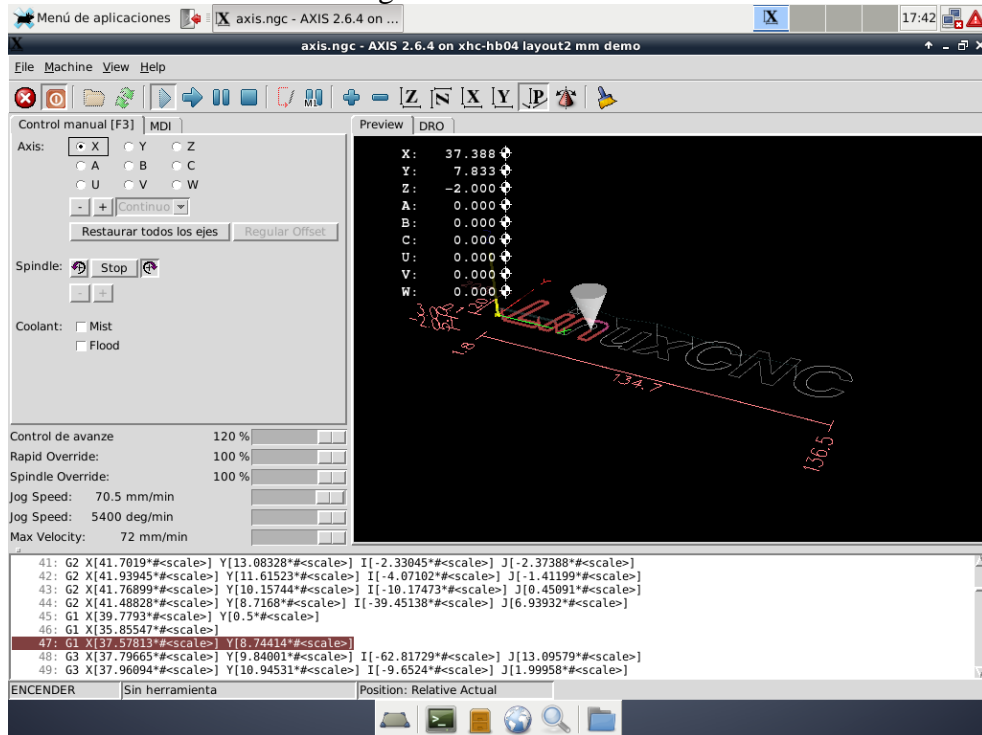 Menú de aplicaciones axis.ngc - AXIS 2.6.4 on ... 17:42
axis.ngc - AXIS 2.6.4 on xhc-hb04 layout2 mm demo
File Machine View Help
Z N X Y P
Control manual [F3] MDI
Preview DRO
Axis: X Y Z
A B C
U V W
- + Continuo
Restaurar todos los ejes Regular Offset
Spindle: Stop
- +
Coolant: Mist
Flood
X: 37.388
Y: 7.833
Z: -2.000
A: 0.000
B: 0.000
C: 0.000
U: 0.000
V: 0.000
W: 0.000
LinuxCNC
1.8
134.7
136.5
Control de avanze 120 %
Rapid Override: 100 %
Spindle Override: 100 %
Jog Speed: 70.5 mm/min
Jog Speed: 5400 deg/min
Max Velocity: 72 mm/min
41: G2 X[41.7019*#<scale>] Y[13.08328*#<scale>] I[-2.33045*#<scale>] J[-2.37388*#<scale>]
42: G2 X[41.93945*#<scale>] Y[11.61523*#<scale>] I[-4.07102*#<scale>] J[-1.41199*#<scale>]
43: G2 X[41.76899*#<scale>] Y[10.15744*#<scale>] I[-10.17473*#<scale>] J[0.45091*#<scale>]
44: G2 X[41.48828*#<scale>] Y[8.7168*#<scale>] I[-39.45138*#<scale>] J[6.93932*#<scale>]
45: G1 X[39.7793*#<scale>] Y[0.5*#<scale>]
46: G1 X[35.85547*#<scale>]
47: G1 X[37.57813*#<scale>] Y[8.74414*#<scale>]
48: G3 X[37.79665*#<scale>] Y[9.84001*#<scale>] I[-62.81729*#<scale>] J[13.09579*#<scale>]
49: G3 X[37.96094*#<scale>] Y[10.94531*#<scale>] I[-9.6524*#<scale>] J[1.99958*#<scale>]
ENCENDER Sin herramienta Position: Relative Actual